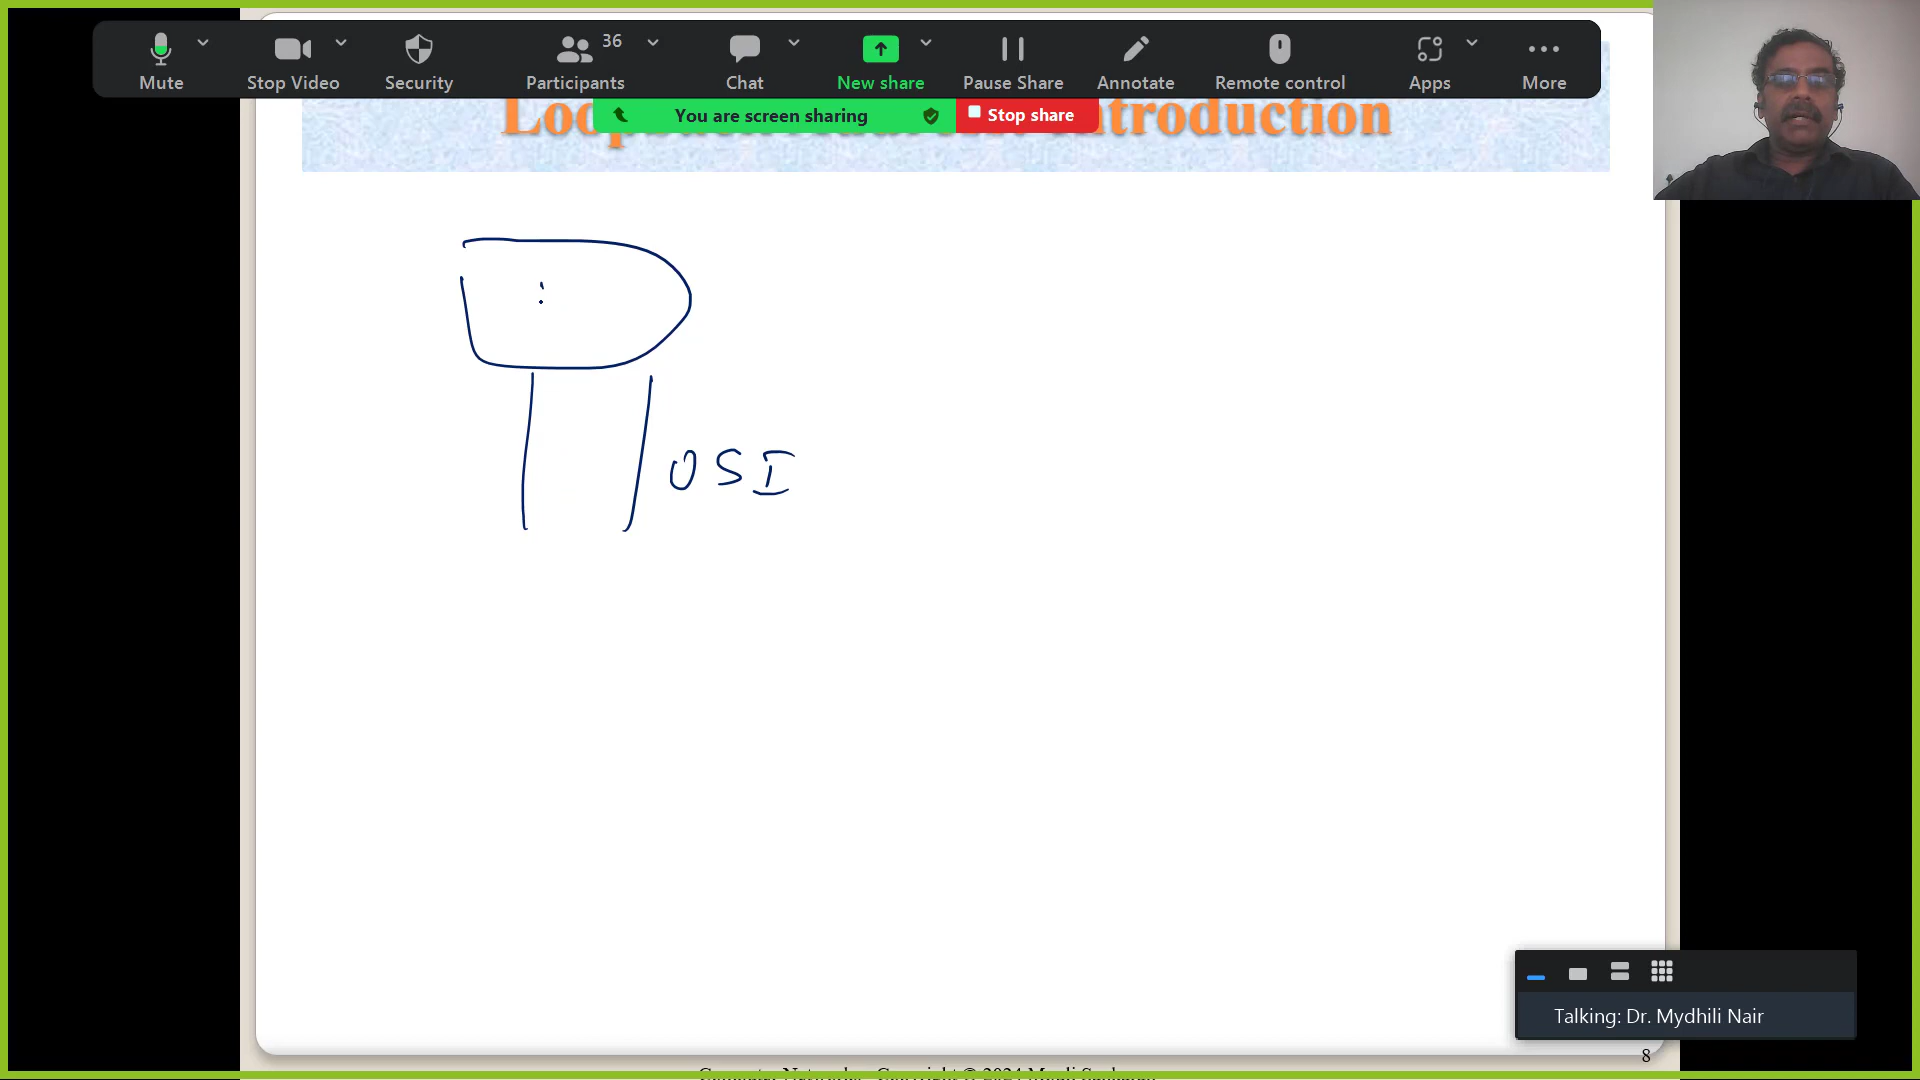 36
Mute
Stop Video
Security
Participants
Chat
New share
Pause Share
Annotate
Remote control
Apps
More
You are screen sharing
Stop share
OSI
Talking: Dr. Mydhili Nair
8